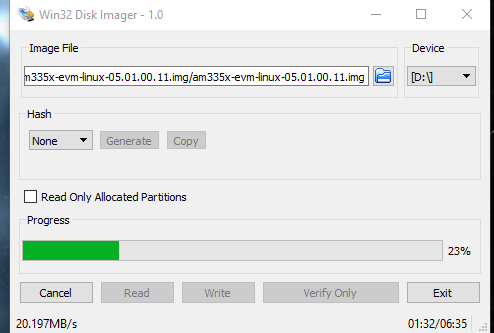 Win32 Disk Imager - 1.0
Image File
Device
m335x-evm-linux-05.01.00.11.img/am335x-evm-linux-05.01.00.11.img
[D:\]
Hash
None
Generate
Copy
Read Only Allocated Partitions
Progress
23%
Cancel
Read
Write
Verify Only
Exit
20.197MB/s
01:32/06:35